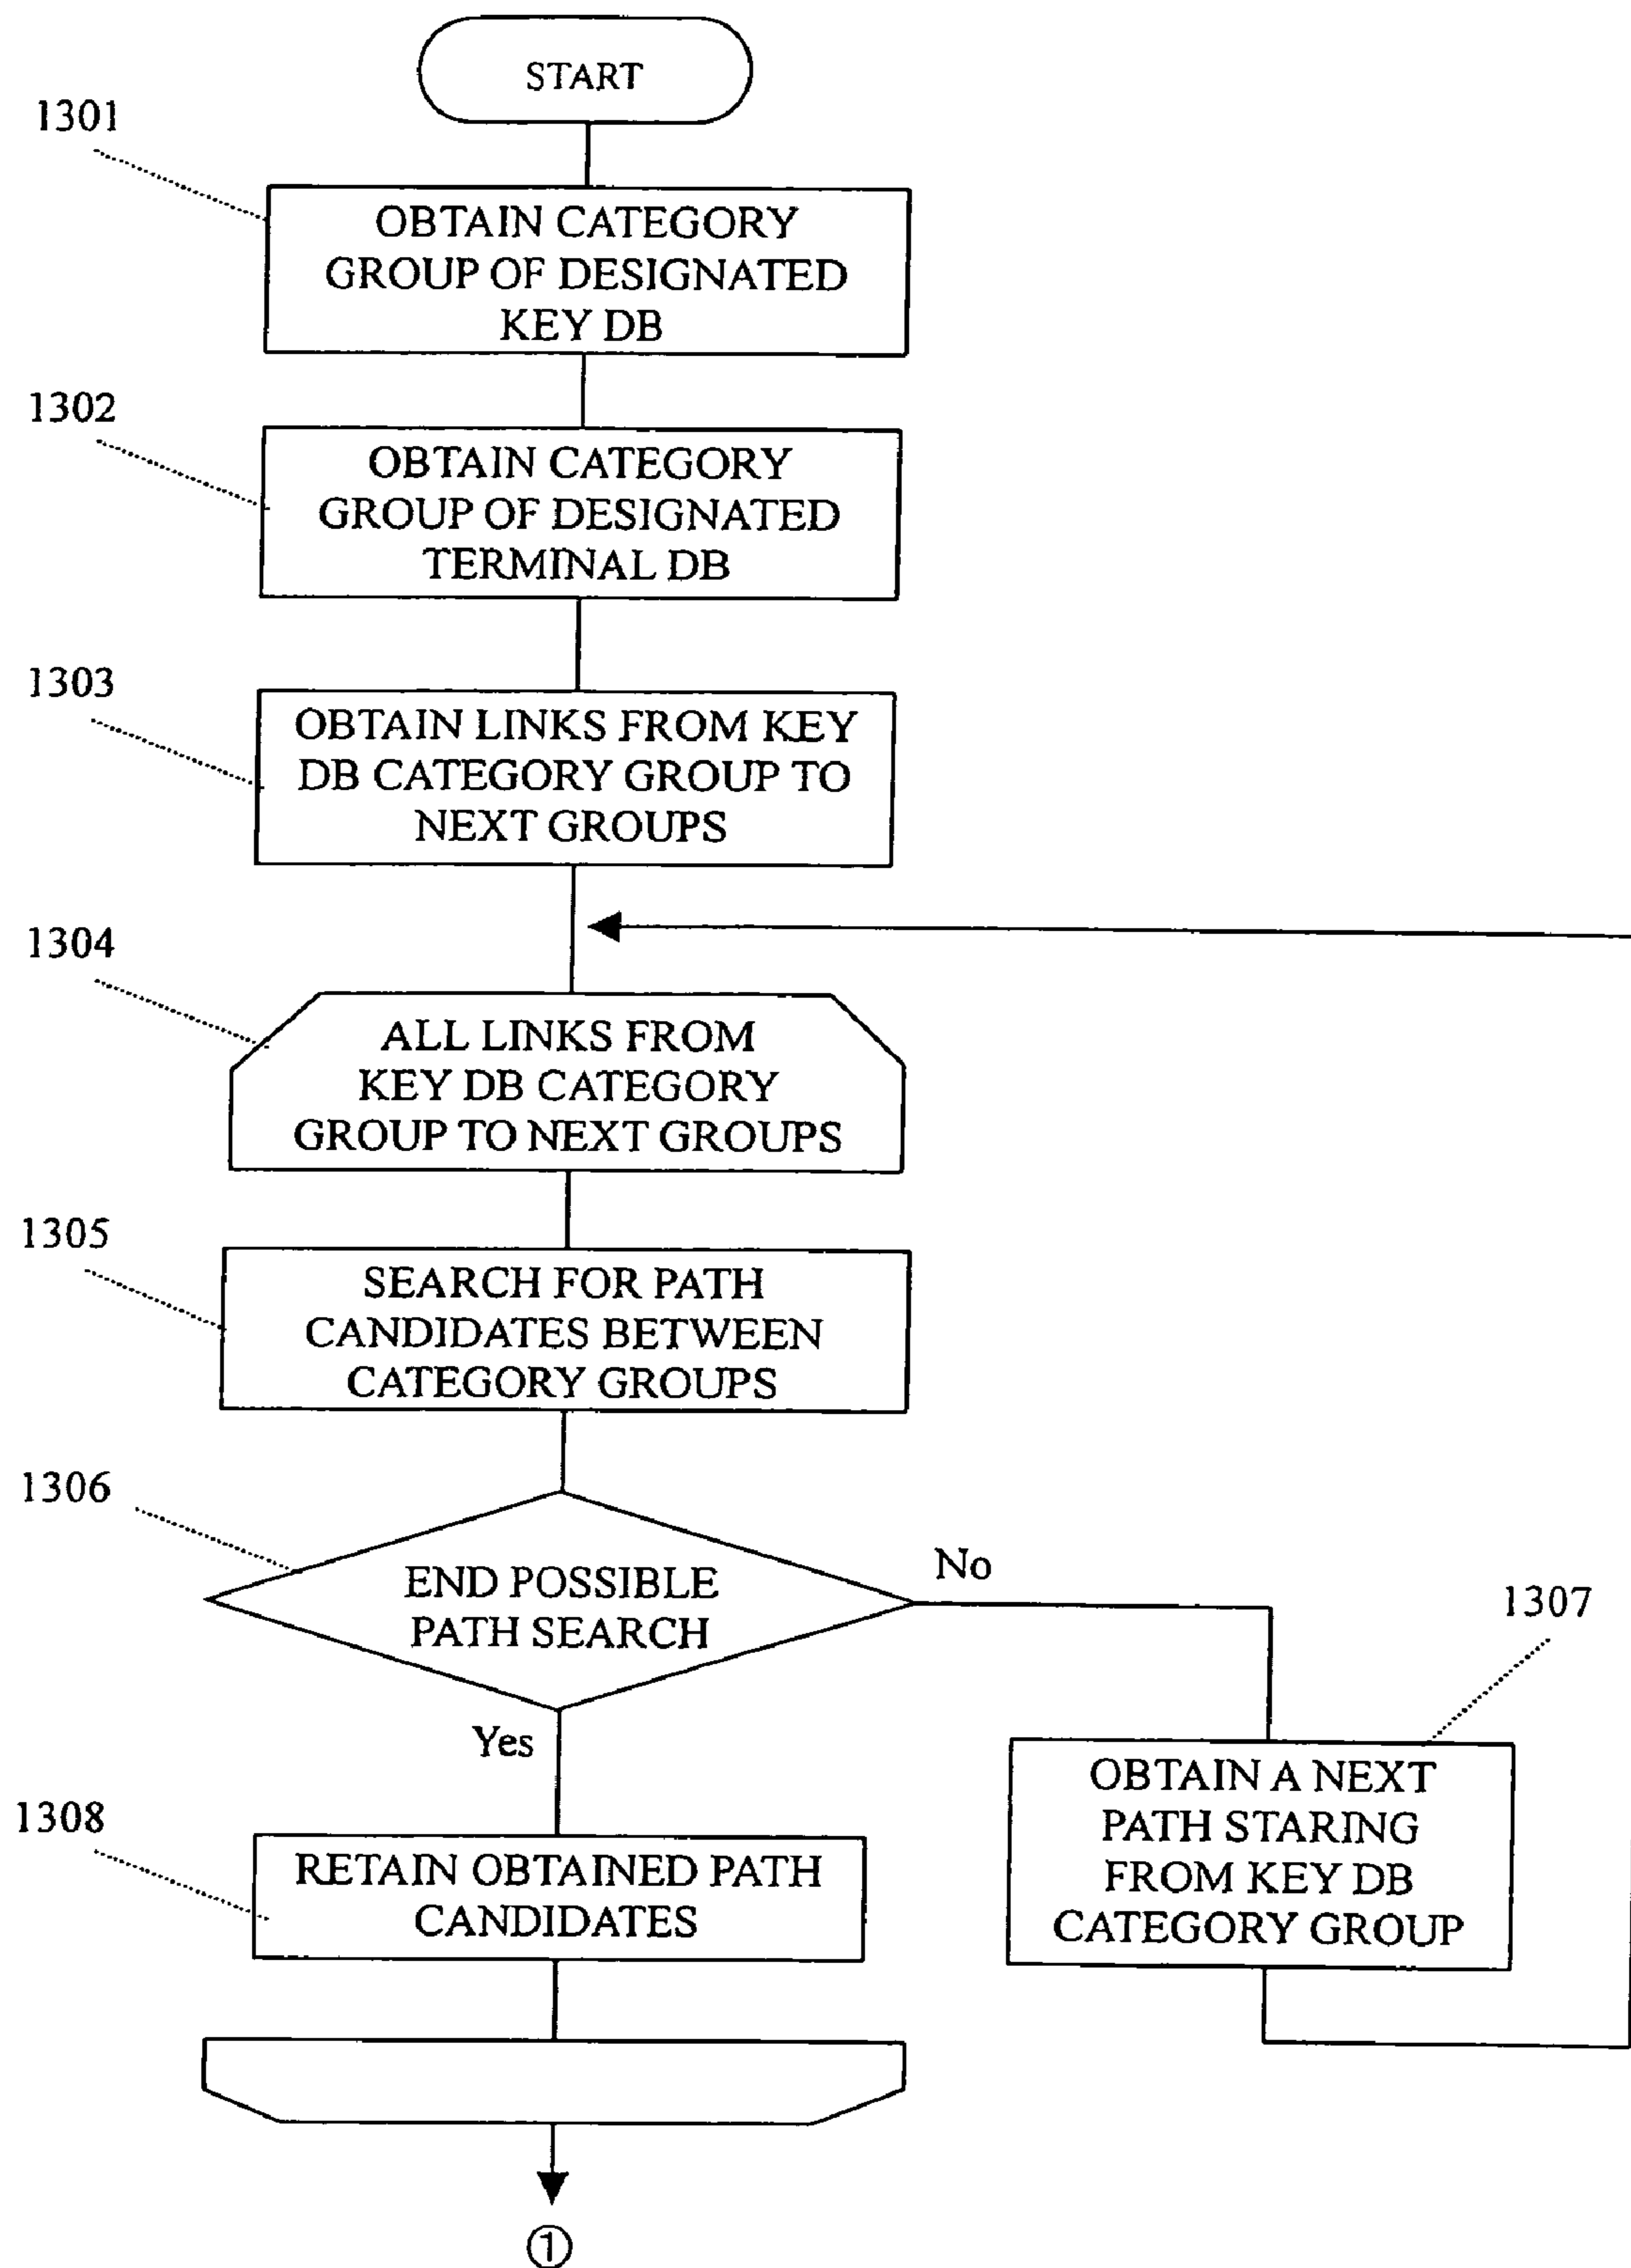 START
1301
OBTAIN CATEGORY
GROUP OF DESIGNATED
KEY DB
1302
OBTAIN CATEGORY
GROUP OF DESIGNATED
TERMINAL DB
1303
OBTAIN LINKS FROM KEY
DB CATEGORY GROUP TO
NEXT GROUPS
1304
ALL LINKS FROM
KEY DB CATEGORY
GROUP TO NEXT GROUPS
1305
SEARCH FOR PATH
CANDIDATES BETWEEN
CATEGORY GROUPS
1306
END POSSIBLE
PATH SEARCH
No
Yes
1307
OBTAIN A NEXT
PATH STARING
FROM KEY DB
CATEGORY GROUP
1308
RETAIN OBTAINED PATH
CANDIDATES
①